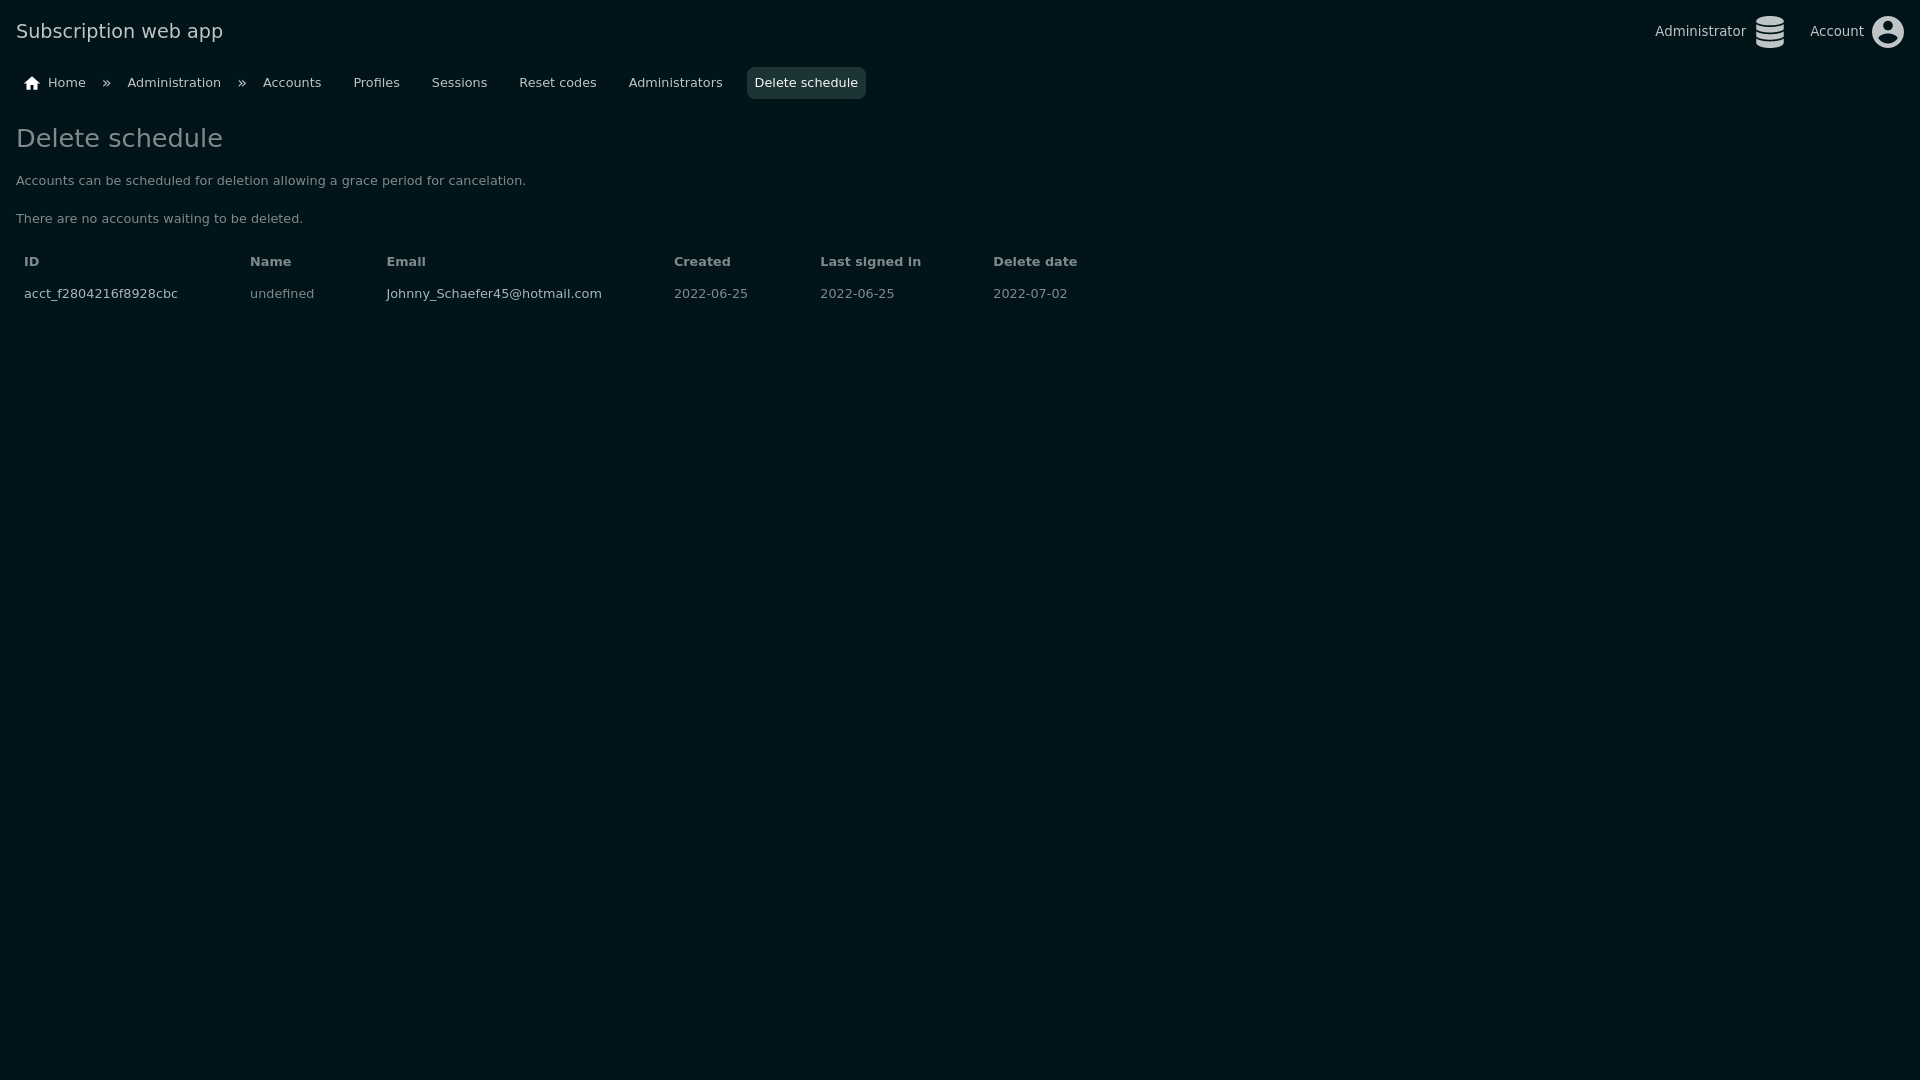 Subscription web app
Administrator
Account
Home » Administration » Accounts Profiles Sessions Reset codes Administrators Delete schedule
Delete schedule
Accounts can be scheduled for deletion allowing a grace period for cancelation.
There are no accounts waiting to be deleted.
ID Name Email Created Last signed in Delete date
acct_f2804216f8928cbc undefined Johnny_Schaefer45@hotmail.com 2022-06-25 2022-06-25 2022-07-02